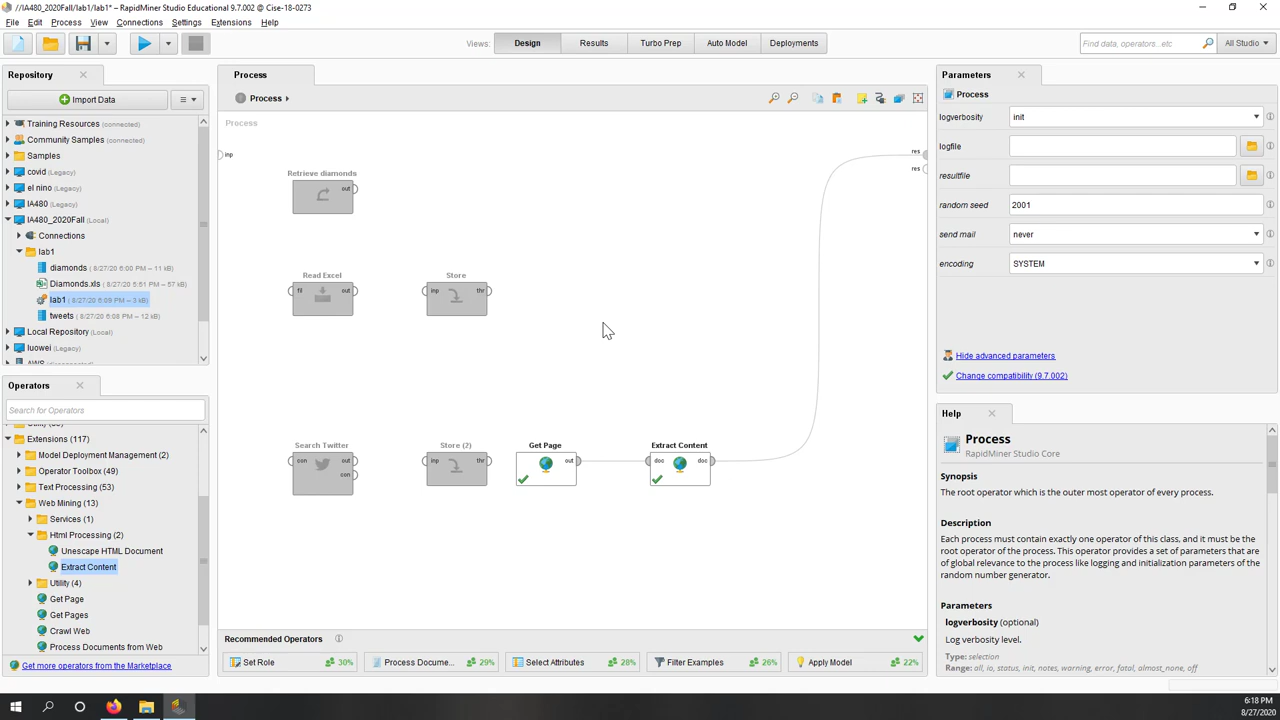 //IA480_2020Fall/lab1/lab1* – RapidMiner Studio Educational 9.7.002 @ Cise-18-0273
File Edit Process View Connections Settings Extensions Help
Views: Design Results Turbo Prep Auto Model Deployments
Find data, operators...etc All Studio
Repository
Import Data
Training Resources (connected)
Community Samples (connected)
Samples
covid (Legacy)
el nino (Legacy)
IA480 (Legacy)
IA480_2020Fall (Local)
Connections
lab1
diamonds (8/27/20 6:00 PM – 11 kB)
Diamonds.xls (8/27/20 5:51 PM – 57 kB)
lab1 (8/27/20 6:09 PM – 3 kB)
tweets (8/27/20 6:08 PM – 12 kB)
Local Repository (Local)
luowei (Legacy)
Operators
Search for Operators
Extensions (117)
Model Deployment Management (2)
Operator Toolbox (49)
Text Processing (53)
Web Mining (13)
Services (1)
Html Processing (2)
Unescape HTML Document
Extract Content
Utility (4)
Get Page
Get Pages
Crawl Web
Process Documents from Web
Get more operators from the Marketplace
Process
Process
Process
inp
res
res
Retrieve diamonds
out
Read Excel
fil out
Store
inp thr
Search Twitter
con out
con
Store (2)
inp thr
Get Page
out
Extract Content
doc doc
Recommended Operators
Set Role 30%
Process Docume... 29%
Select Attributes 28%
Filter Examples 26%
Apply Model 22%
Parameters
Process
logverbosity init
logfile
resultfile
random seed 2001
send mail never
encoding SYSTEM
Hide advanced parameters
Change compatibility (9.7.002)
Help
Process
RapidMiner Studio Core
Synopsis
The root operator which is the outer most operator of every process.
Description
Each process must contain exactly one operator of this class, and it must be the
root operator of the process. This operator provides a set of parameters that are
of global relevance to the process like logging and initialization parameters of the
random number generator.
Parameters
logverbosity (optional)
Log verbosity level.
Type: selection
Range: all, io, status, init, notes, warning, error, fatal, almost_none, off
6:18 PM
8/27/2020